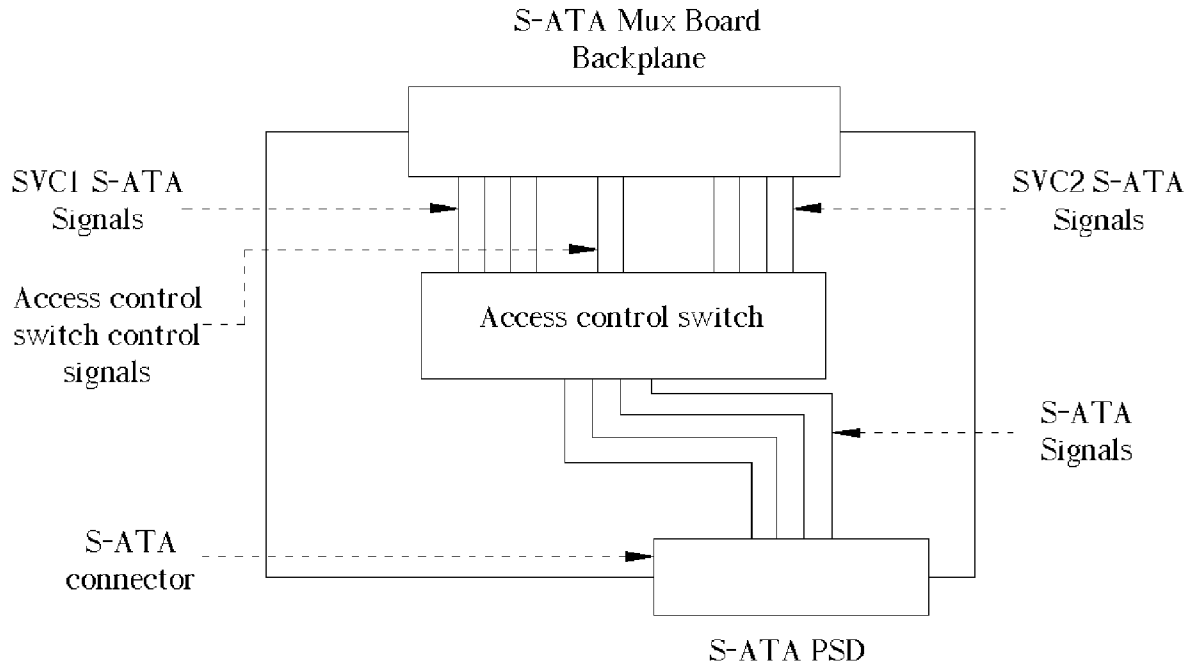 S-ATA Mux Board
Backplane
SVC1 S-ATA
Signals
SVC2 S-ATA
Signals
Access control
switch control
signals
Access control switch
S-ATA
Signals
S-ATA
connector
S-ATA PSD